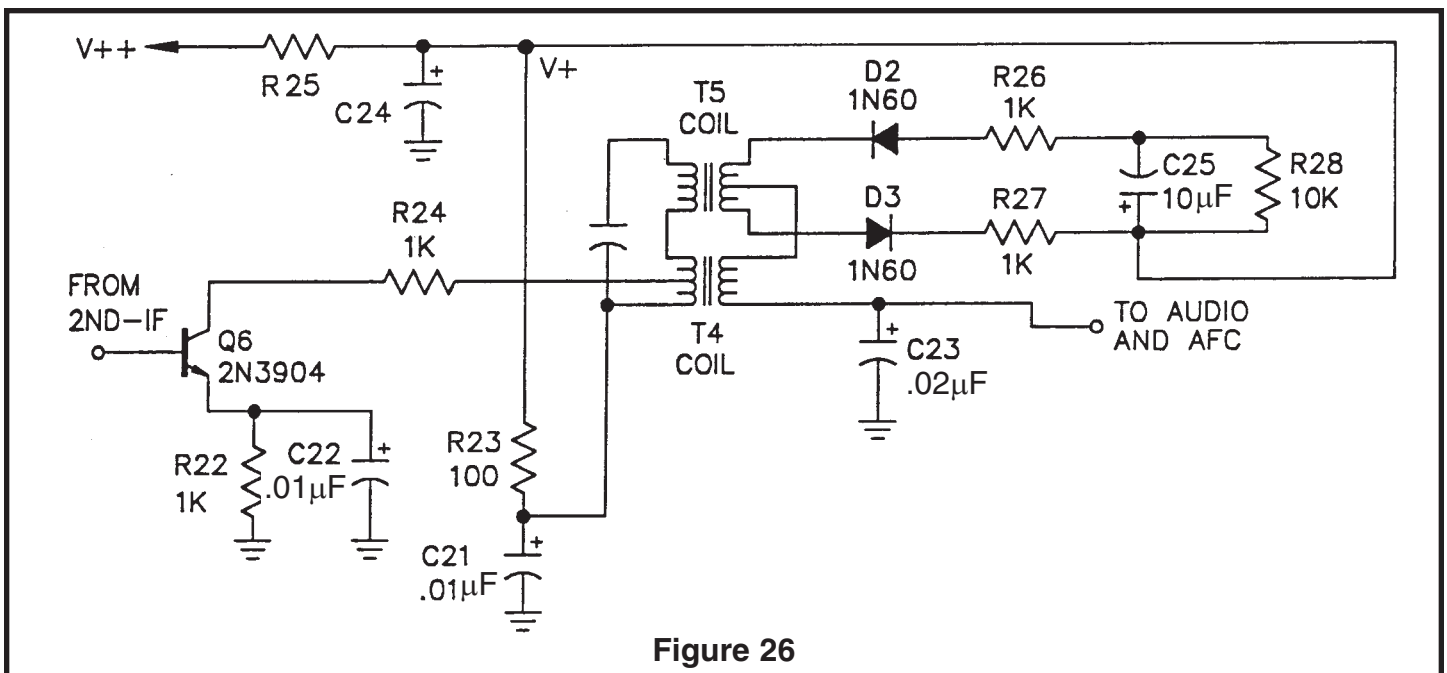 V++
R25
+
C24
V+
T5
COIL
D2
1N60
R26
1K
C25
10µF
+
R28
10K
D3
1N60
R27
1K
R24
1K
FROM
2ND-IF
Q6
2N3904
T4
COIL
+
C23
.02µF
TO AUDIO
AND AFC
R22
1K
C22
.01µF
+
R23
100
+
C21
.01µF
Figure 26